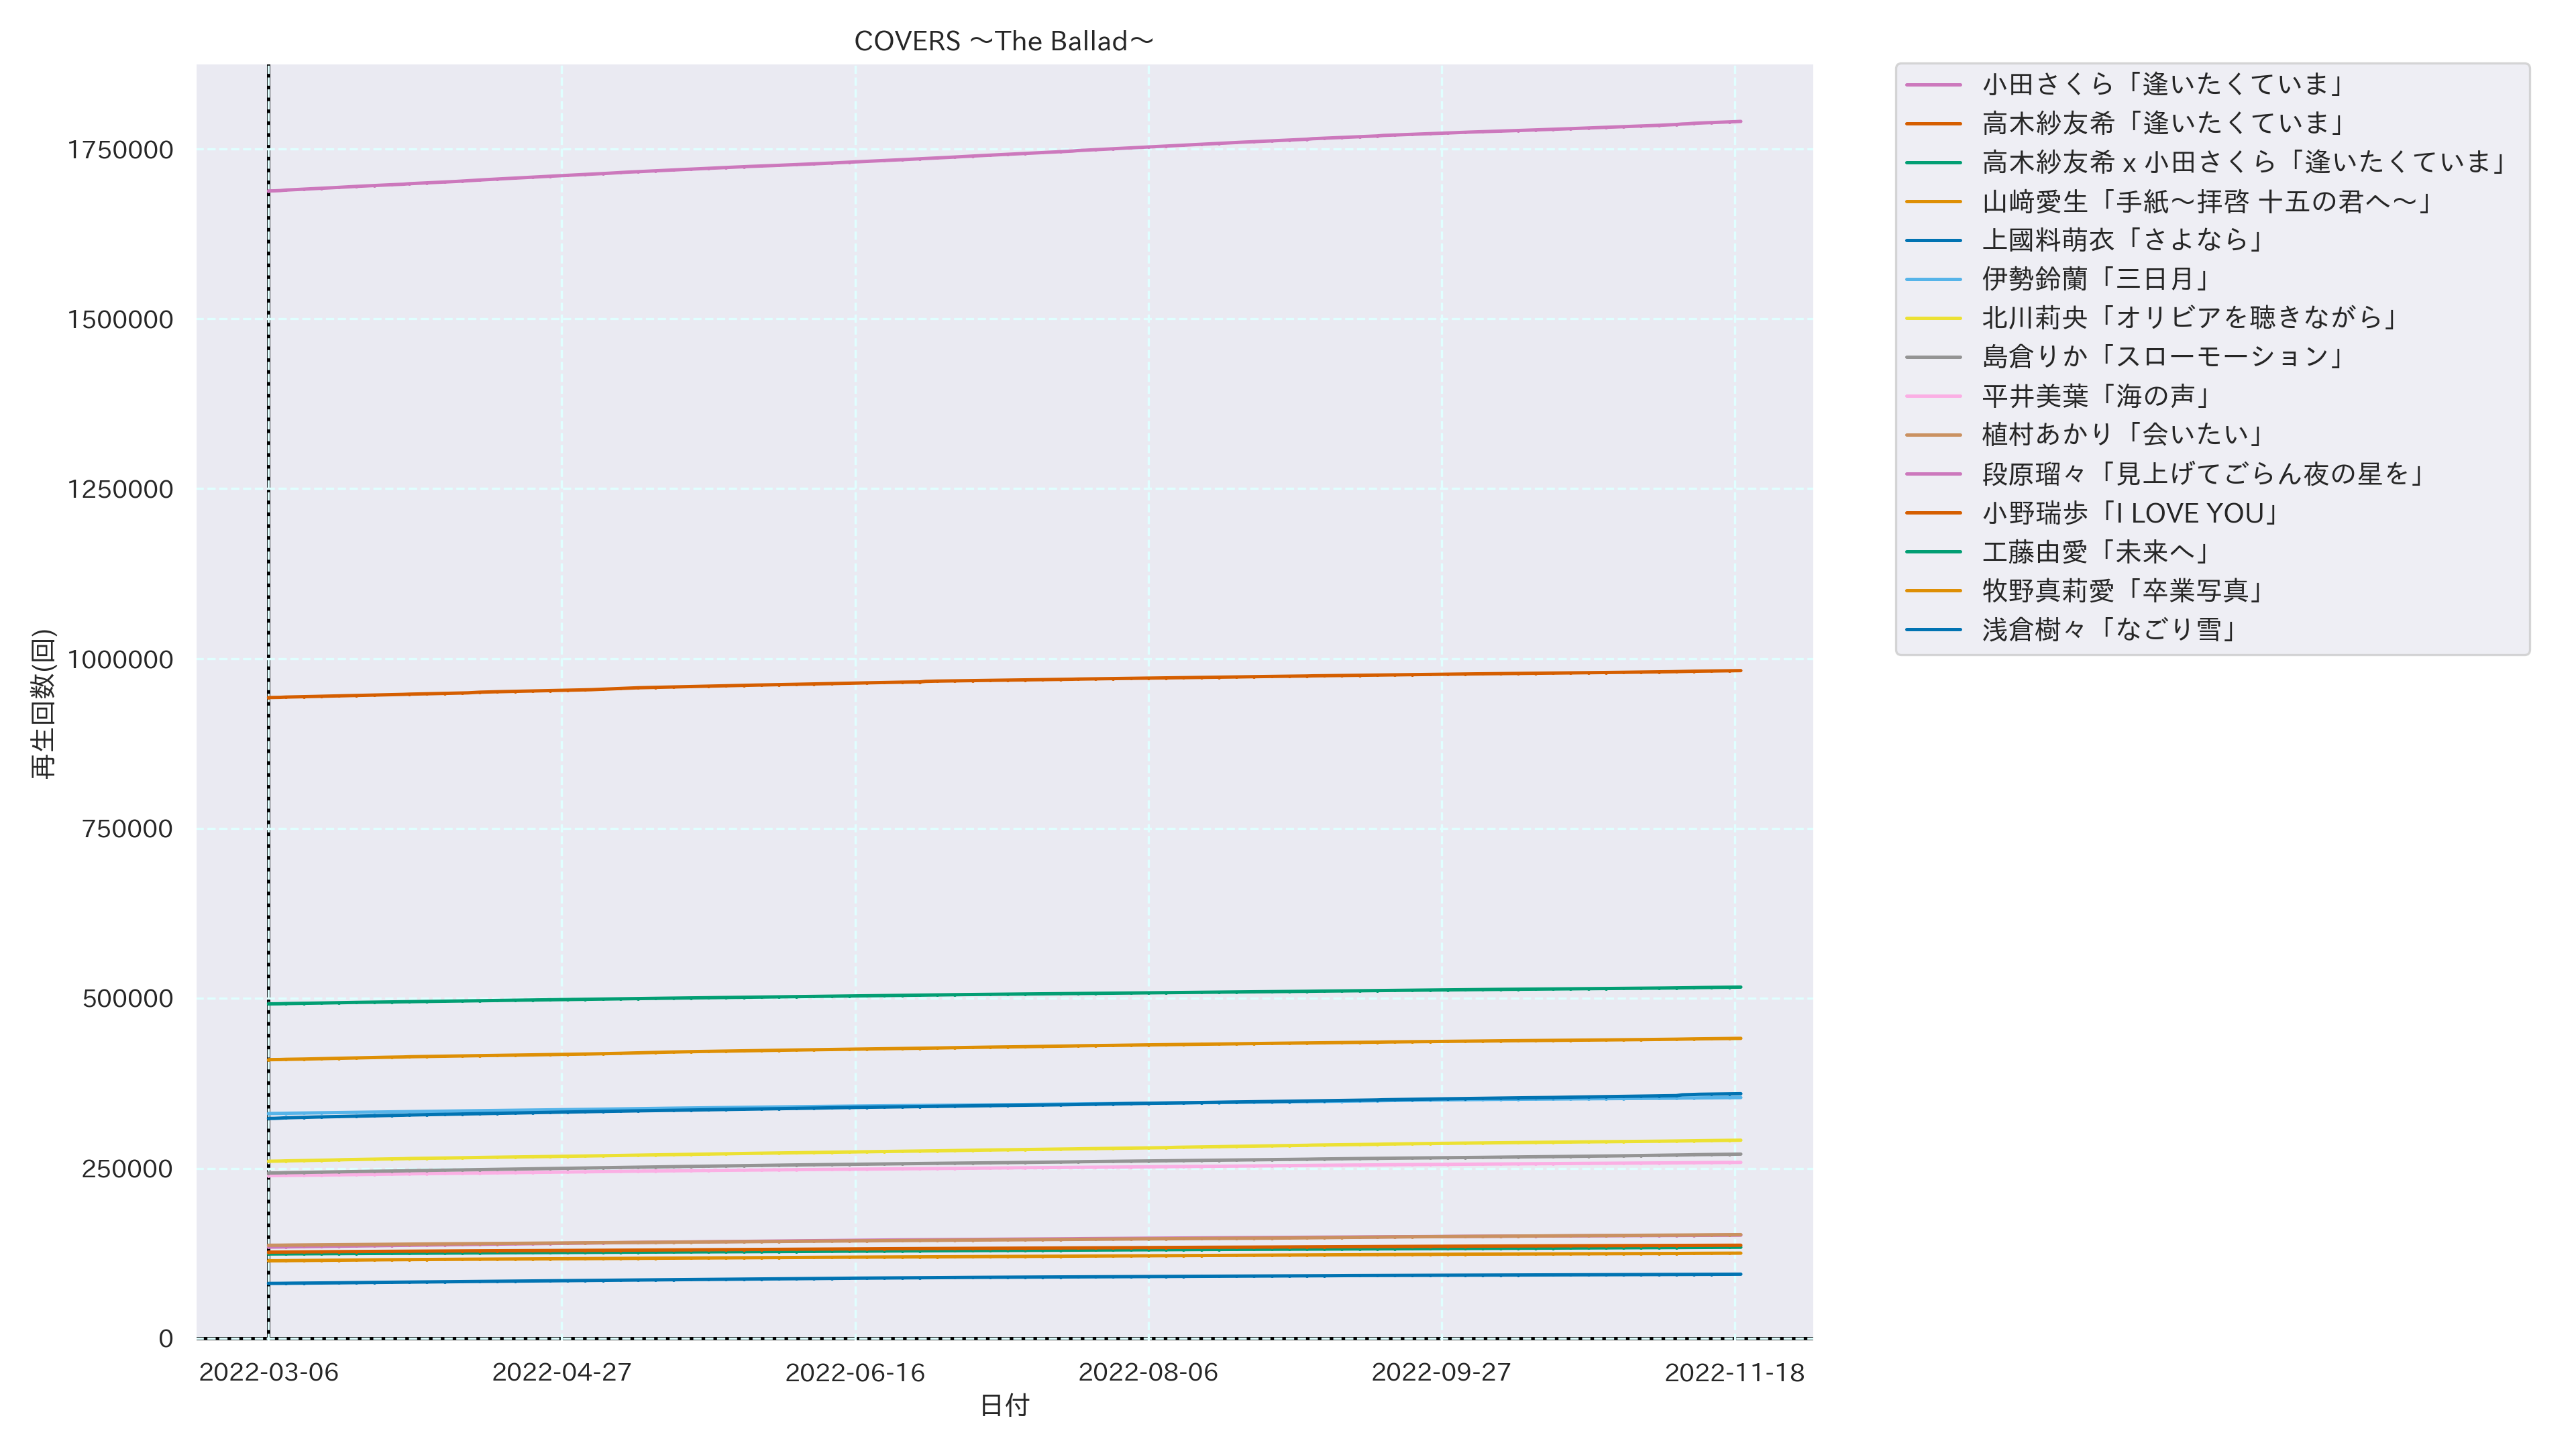 COVERS ～The Ballad～
1750000
1500000
1250000
1000000
750000
500000
250000
0
再生回数(回)
2022-03-06
2022-04-27
2022-06-16
2022-08-06
2022-09-27
2022-11-18
日付
小田さくら「逢いたくていま」
高木紗友希「逢いたくていま」
高木紗友希 x 小田さくら「逢いたくていま」
山﨑愛生「手紙～拝啓 十五の君へ～」
上國料萌衣「さよなら」
伊勢鈴蘭「三日月」
北川莉央「オリビアを聴きながら」
島倉りか「スローモーション」
平井美葉「海の声」
植村あかり「会いたい」
段原瑠々「見上げてごらん夜の星を」
小野瑞歩「I LOVE YOU」
工藤由愛「未来へ」
牧野真莉愛「卒業写真」
浅倉樹々「なごり雪」